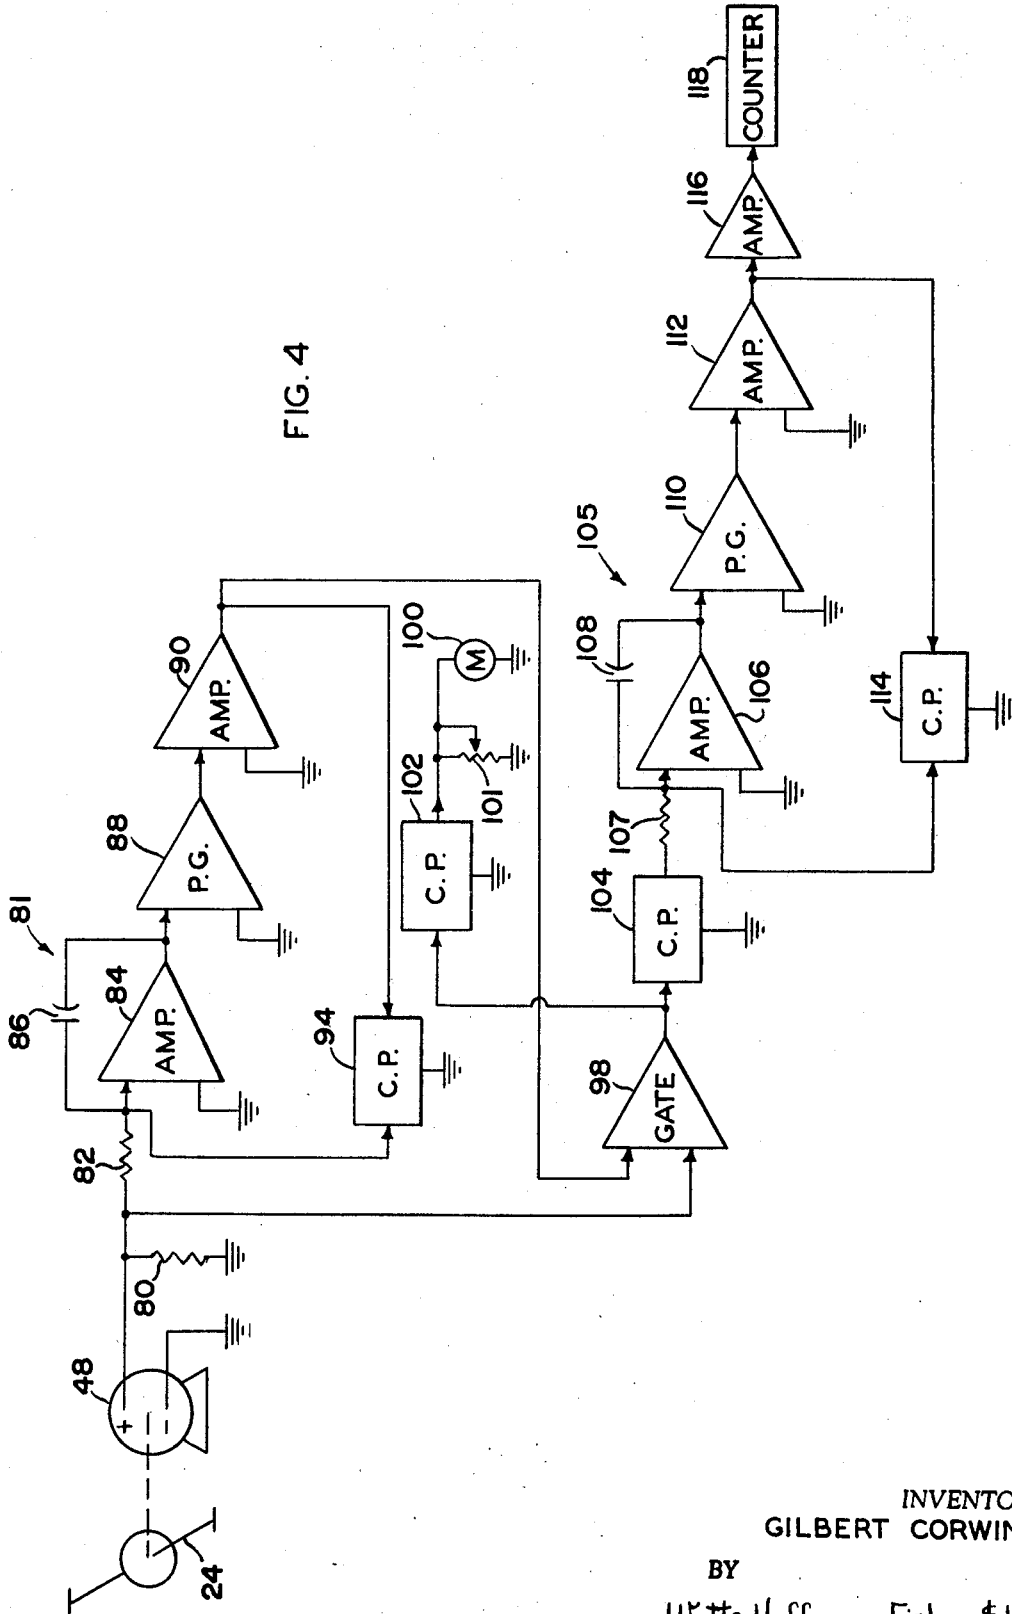 FIG. 4
24
48
80
82
81
86
84
AMP.
88
P.G.
90
AMP.
94
C.P.
98
GATE
102
C.P.
101
100
M
104
C.P.
107
105
108
106
AMP.
110
P.G.
112
AMP.
114
C.P.
116
AMP.
118
COUNTER
+
−
INVENTO
GILBERT CORWIN
BY